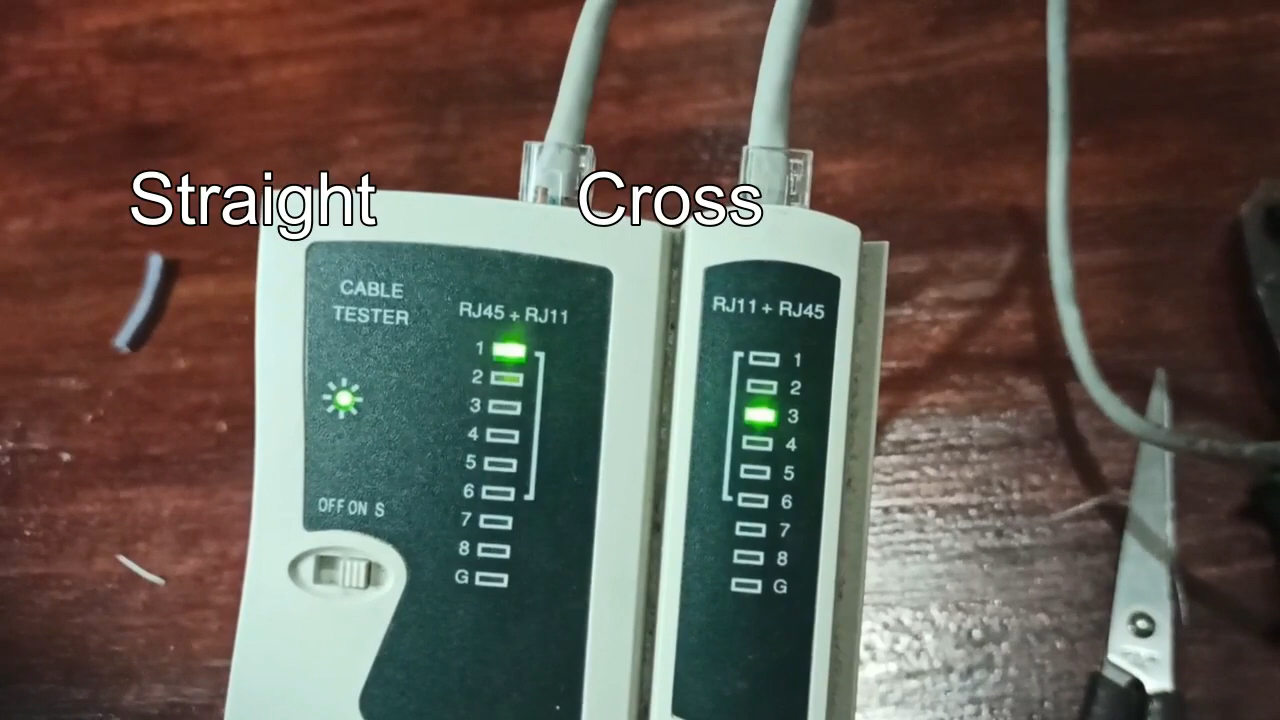 Straight Cross
CABLE
TESTER
RJ45 + RJ11
1
2
3
4
5
6
7
8
G
OFF ON S
RJ11 + RJ45
1
2
3
4
5
6
7
8
G